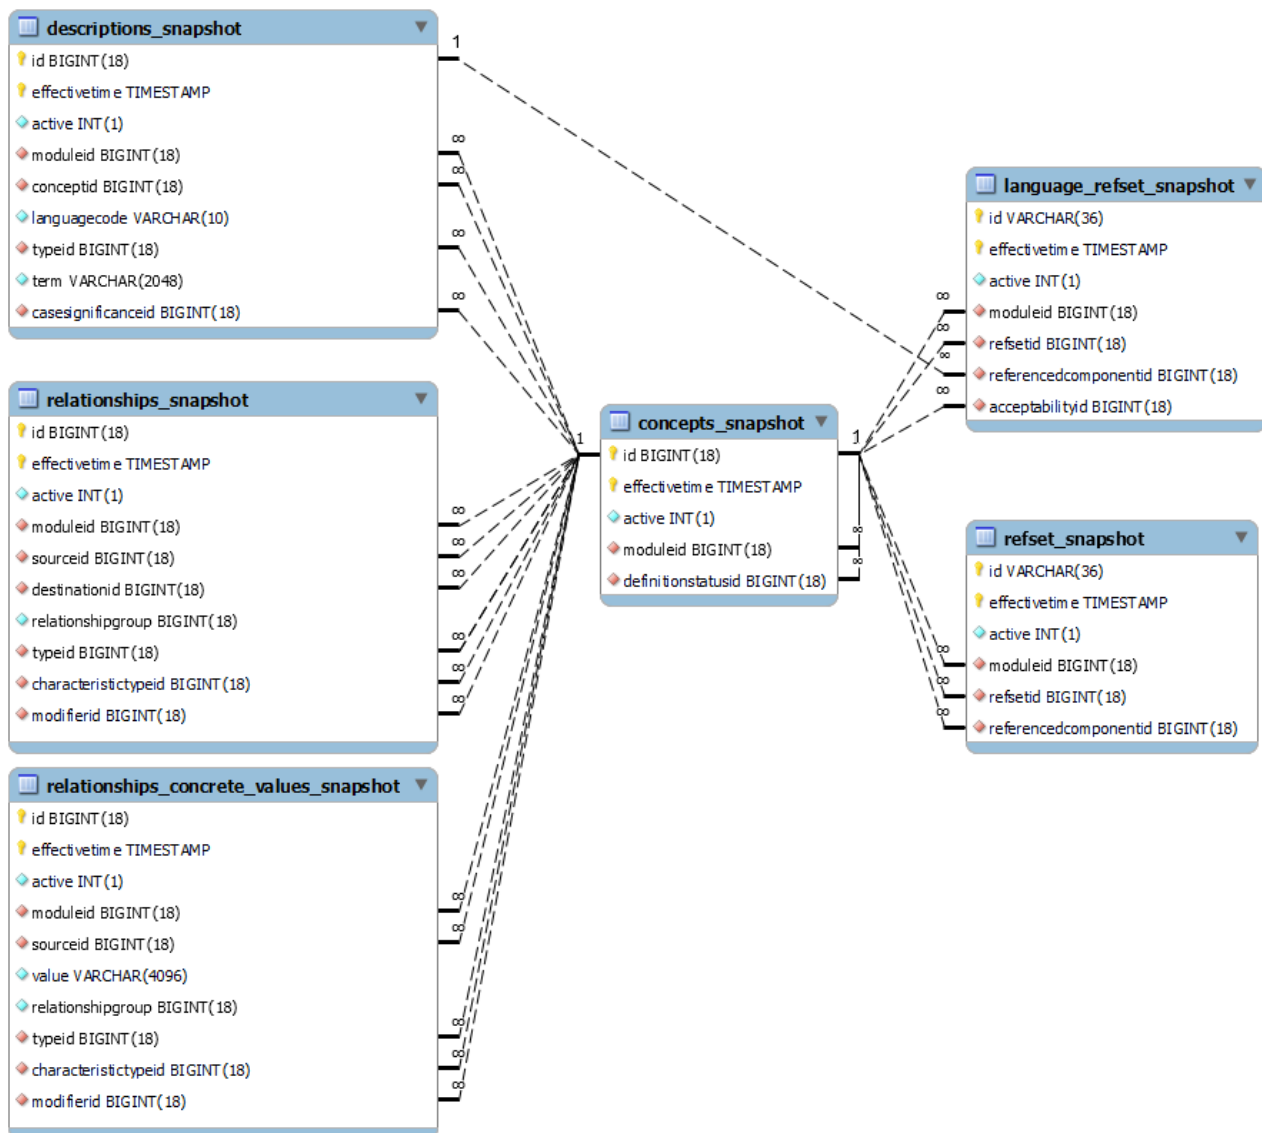 descriptions_snapshot
id BIGINT(18)
effectivetime TIMESTAMP
active INT(1)
moduleid BIGINT(18)
conceptid BIGINT(18)
languagecode VARCHAR(10)
typeid BIGINT(18)
term VARCHAR(2048)
casesignificanceid BIGINT(18)
1
∞
∞
∞
∞
relationships_snapshot
id BIGINT(18)
effectivetime TIMESTAMP
active INT(1)
moduleid BIGINT(18)
sourceid BIGINT(18)
destinationid BIGINT(18)
relationshipgroup BIGINT(18)
typeid BIGINT(18)
characteristictypeid BIGINT(18)
modifierid BIGINT(18)
∞
∞
∞
∞
∞
∞
relationships_concrete_values_snapshot
id BIGINT(18)
effectivetime TIMESTAMP
active INT(1)
moduleid BIGINT(18)
sourceid BIGINT(18)
value VARCHAR(4096)
relationshipgroup BIGINT(18)
typeid BIGINT(18)
characteristictypeid BIGINT(18)
modifierid BIGINT(18)
∞
∞
∞
∞
∞
1
concepts_snapshot
id BIGINT(18)
effectivetime TIMESTAMP
active INT(1)
moduleid BIGINT(18)
definitionstatusid BIGINT(18)
1
∞
∞
language_refset_snapshot
id VARCHAR(36)
effectivetime TIMESTAMP
active INT(1)
moduleid BIGINT(18)
refsetid BIGINT(18)
referencedcomponentid BIGINT(18)
acceptabilityid BIGINT(18)
∞
∞
∞
∞
refset_snapshot
id VARCHAR(36)
effectivetime TIMESTAMP
active INT(1)
moduleid BIGINT(18)
refsetid BIGINT(18)
referencedcomponentid BIGINT(18)
∞
∞
∞